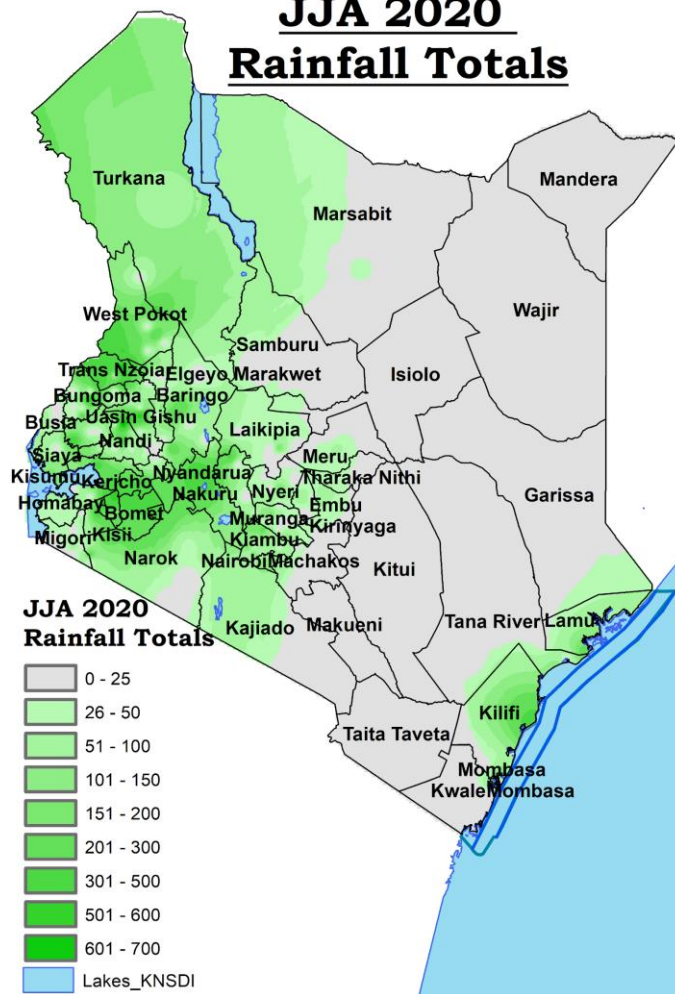 JJA 2020
Rainfall Totals
Turkana
Mandera
Marsabit
Wajir
West Pokot
Samburu
Trans Nzoia
Elgeyo Marakwet
Isiolo
Bungoma
Baringo
Busia
Uasin Gishu
Laikipia
Nandi
Siaya
Meru
Kisumu
Kericho
Nyandarua
Tharaka Nithi
Nakuru
Nyeri
Garissa
Homabay
Bomet
Embu
Muranga
Kirinyaga
Migori
Kisii
Kiambu
Narok
Nairobi
Machakos
Kitui
JJA 2020
Rainfall Totals
Kajiado
Makueni
Tana River
Lamu
0 - 25
26 - 50
Kilifi
51 - 100
Taita Taveta
101 - 150
Mombasa
Kwale
Mombasa
151 - 200
201 - 300
301 - 500
501 - 600
601 - 700
Lakes_KNSDI